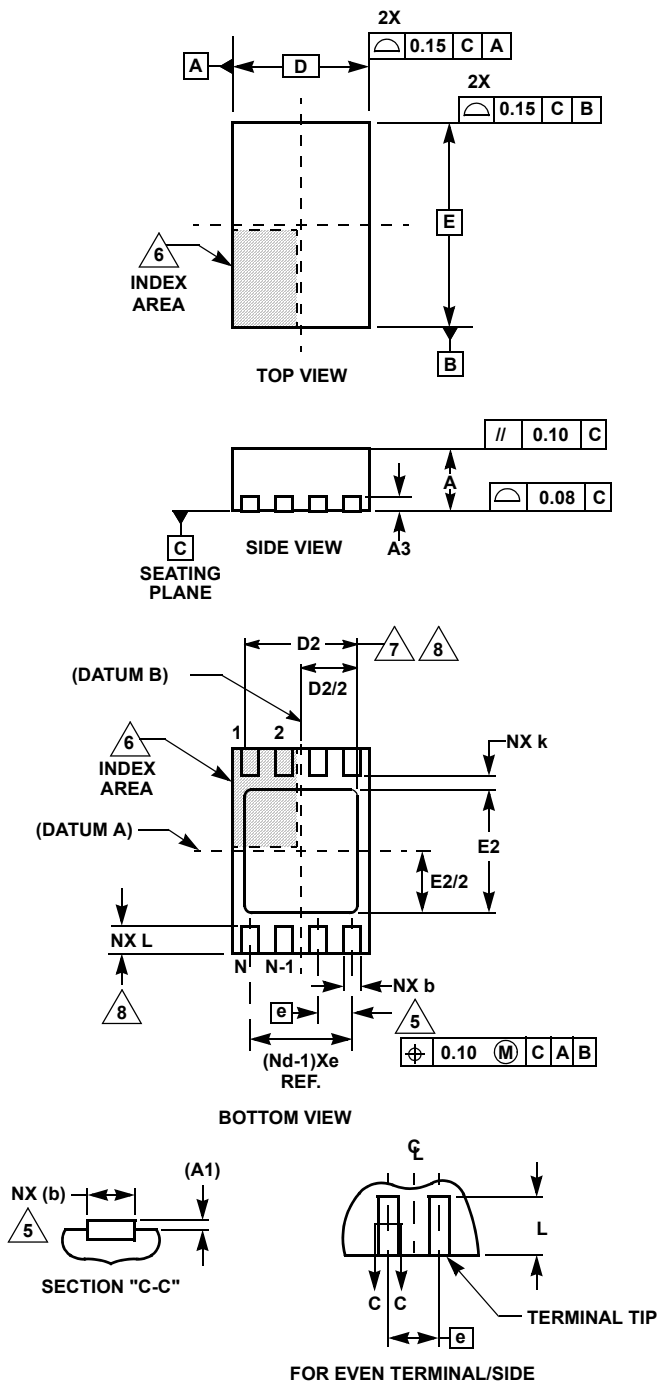 2X
⌓ 0.15 C A
A D
2X
⌓ 0.15 C B
E
6
INDEX
AREA
B
TOP VIEW
// 0.10 C
A
⌓ 0.08 C
C
SIDE VIEW
A3
SEATING
PLANE
D2 7 8
(DATUM B)
D2/2
1 2
6
INDEX
AREA
NX k
(DATUM A)
E2
E2/2
NX L
N N-1
NX b
8
e
5
(Nd-1)Xe
REF.
⌖ 0.10 Ⓜ C A B
BOTTOM VIEW
(A1)
NX (b)
5
SECTION "C-C"
℄
L
C C
TERMINAL TIP
e
FOR EVEN TERMINAL/SIDE